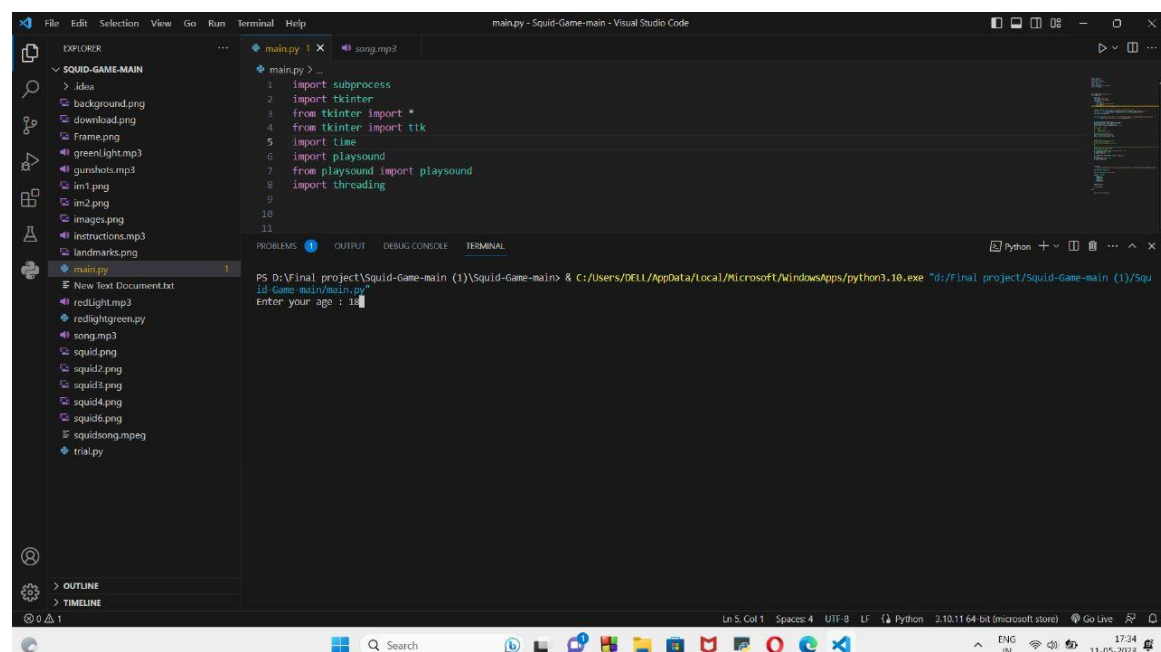 File Edit Selection View Go Run Terminal Help
main.py - Squid-Game-main - Visual Studio Code
EXPLORER
SQUID-GAME-MAIN
.idea
background.png
download.png
Frame.png
greenLight.mp3
gunshots.mp3
im1.png
im2.png
images.png
instructions.mp3
landmarks.png
main.py 1
New Text Document.txt
redLight.mp3
redlightgreen.py
song.mp3
squid.png
squid2.png
squid3.png
squid4.png
squid6.png
squidsong.mpeg
trial.py
OUTLINE
TIMELINE
main.py 1 song.mp3
main.py > ...
1 import subprocess
2 import tkinter
3 from tkinter import *
4 from tkinter import ttk
5 import time
6 import playsound
7 from playsound import playsound
8 import threading
9
10
11
PROBLEMS 1 OUTPUT DEBUG CONSOLE TERMINAL
Python
PS D:\Final project\Squid-Game-main (1)\Squid-Game-main> & C:/Users/DELL/AppData/Local/Microsoft/WindowsApps/python3.10.exe "d:/Final project/Squid-Game-main (1)/Squ
id-Game-main/main.py"
Enter your age : 18
0 1
Ln 5, Col 1 Spaces: 4 UTF-8 LF Python 3.10.11 64-bit (microsoft store) Go Live
Search
ENG
IN
17:34
11-05-2023